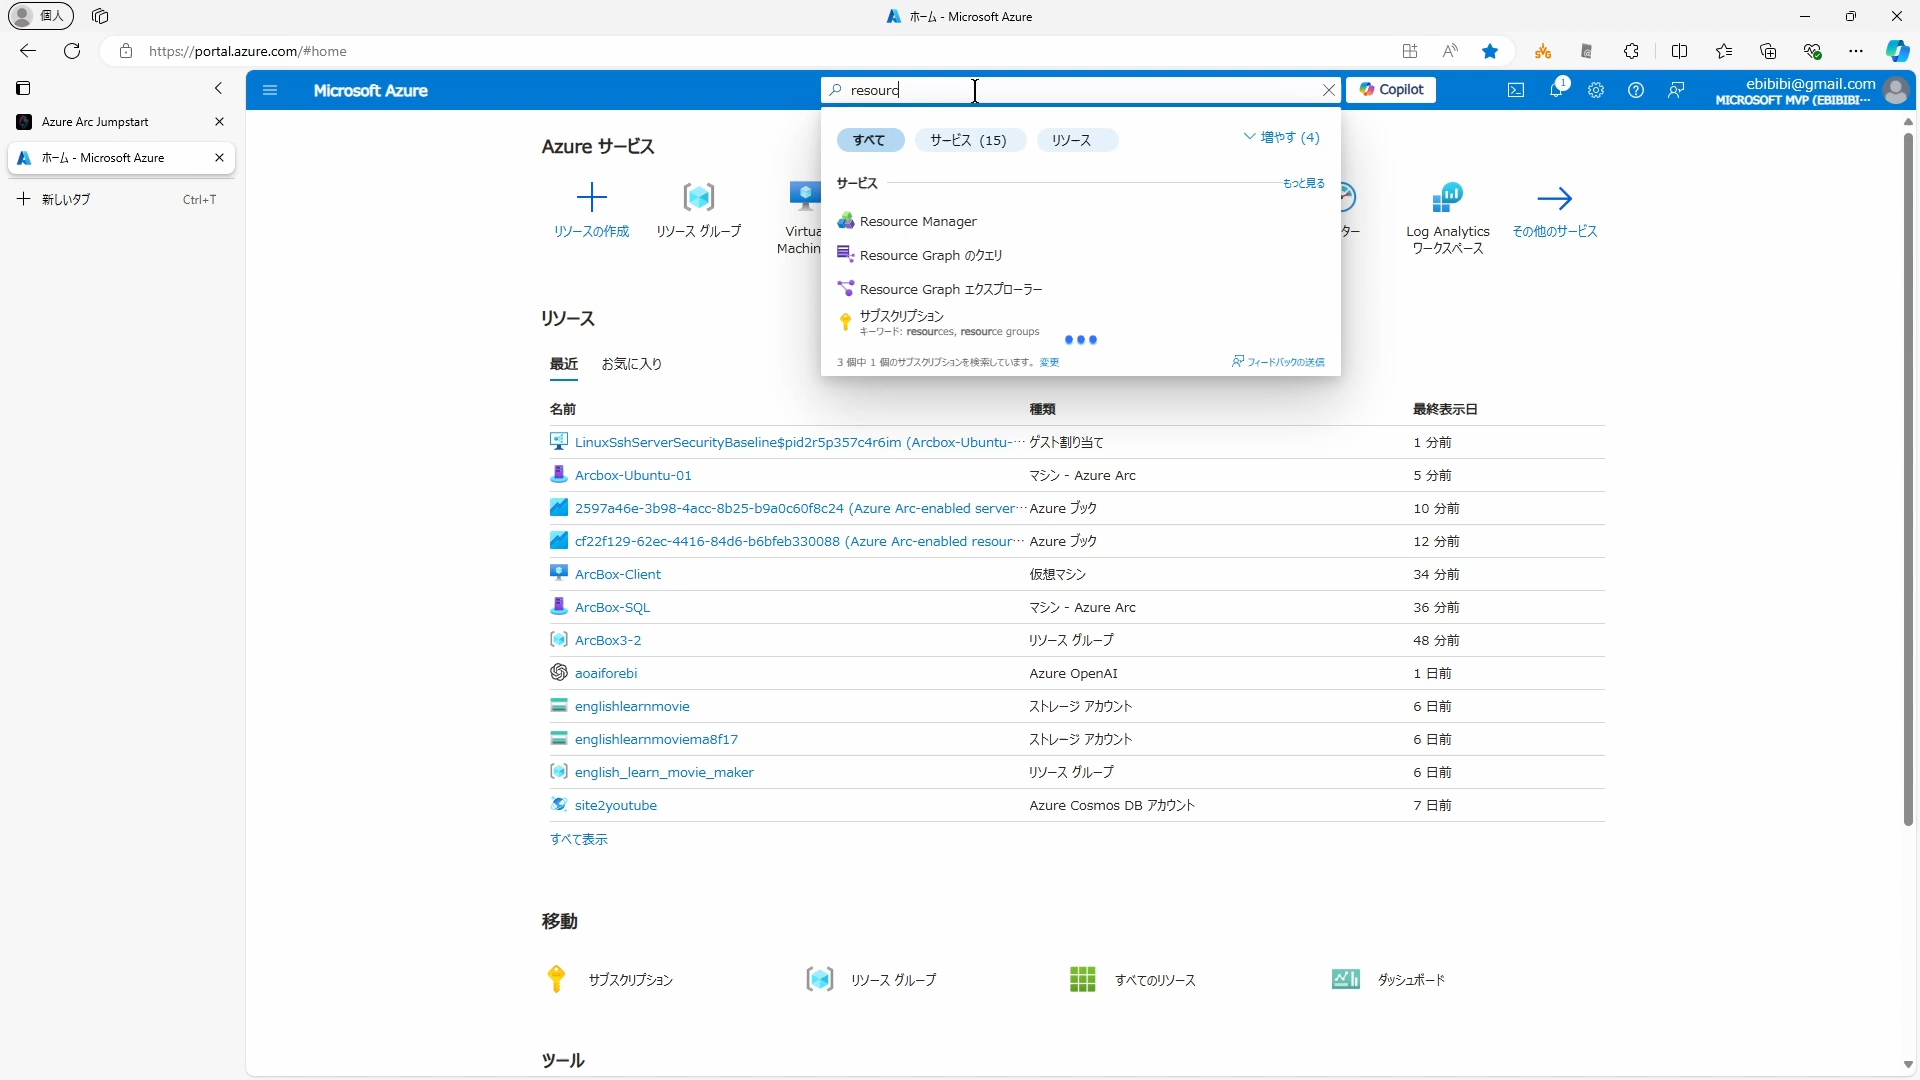 個人
ホーム - Microsoft Azure
https://portal.azure.com/#home
Azure Arc Jumpstart
ホーム - Microsoft Azure
新しいタブ Ctrl+T
Microsoft Azure
resourc
Copilot
1
ebibibi@gmail.com
MICROSOFT MVP (EBIBIBI-···
すべて サービス (15) リソース 増やす (4)
サービス もっと見る
Resource Manager
Resource Graph のクエリ
Resource Graph エクスプローラー
サブスクリプション
キーワード: resources, resource groups
3 個中 1 個のサブスクリプションを検索しています。 変更 フィードバックの送信
Azure サービス
リソースの作成
リソース グループ
Virtua
Machin
ター
Log Analytics
ワークスペース
その他のサービス
リソース
最近 お気に入り
名前 種類 最終表示日
LinuxSshServerSecurityBaseline$pid2r5p357c4r6im (Arcbox-Ubuntu-··· ゲスト割り当て 1 分前
Arcbox-Ubuntu-01 マシン - Azure Arc 5 分前
2597a46e-3b98-4acc-8b25-b9a0c60f8c24 (Azure Arc-enabled server··· Azure ブック 10 分前
cf22f129-62ec-4416-84d6-b6bfeb330088 (Azure Arc-enabled resour··· Azure ブック 12 分前
ArcBox-Client 仮想マシン 34 分前
ArcBox-SQL マシン - Azure Arc 36 分前
ArcBox3-2 リソース グループ 48 分前
aoaiforebi Azure OpenAI 1 日前
englishlearnmovie ストレージ アカウント 6 日前
englishlearnmoviema8f17 ストレージ アカウント 6 日前
english_learn_movie_maker リソース グループ 6 日前
site2youtube Azure Cosmos DB アカウント 7 日前
すべて表示
移動
サブスクリプション リソース グループ すべてのリソース ダッシュボード
ツール